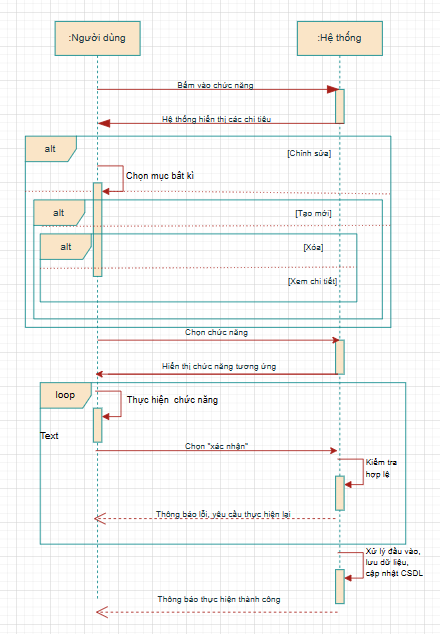 :Người dùng
:Hệ thống
Bấm vào chức năng
Hệ thống hiển thị các chi tiêu
alt
[Chỉnh sửa]
Chọn mục bất kì
alt
[Tạo mới]
alt
[Xóa]
[Xem chi tiết]
Chọn chức năng
Hiển thị chức năng tương ứng
loop
Thực hiện chức năng
Text
Chọn "xác nhận"
Kiểm tra
hợp lệ
Thông báo lỗi, yêu cầu thực hiện lại
Xử lý đầu vào,
lưu dữ liệu,
cập nhật CSDL
Thông báo thực hiện thành công